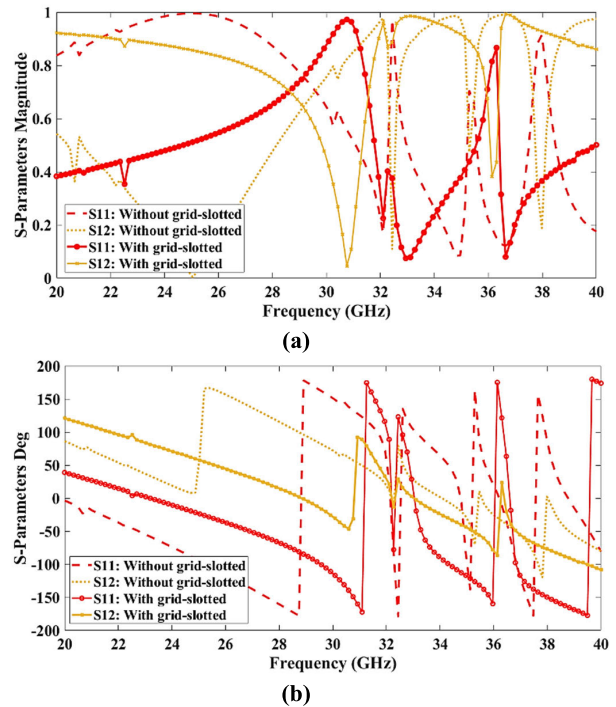 S-Parameters Magnitude
1
0.8
0.6
0.4
0.2
0
S11: Without grid-slotted
S12: Without grid-slotted
S11: With grid-slotted
S12: With grid-slotted
20 22 24 26 28 30 32 34 36 38 40
Frequency (GHz)
(a)
S-Parameters Deg
200
150
100
50
0
-50
-100
-150
-200
S11: Without grid-slotted
S12: Without grid-slotted
S11: With grid-slotted
S12: With grid-slotted
20 22 24 26 28 30 32 34 36 38 40
Frequency (GHz)
(b)